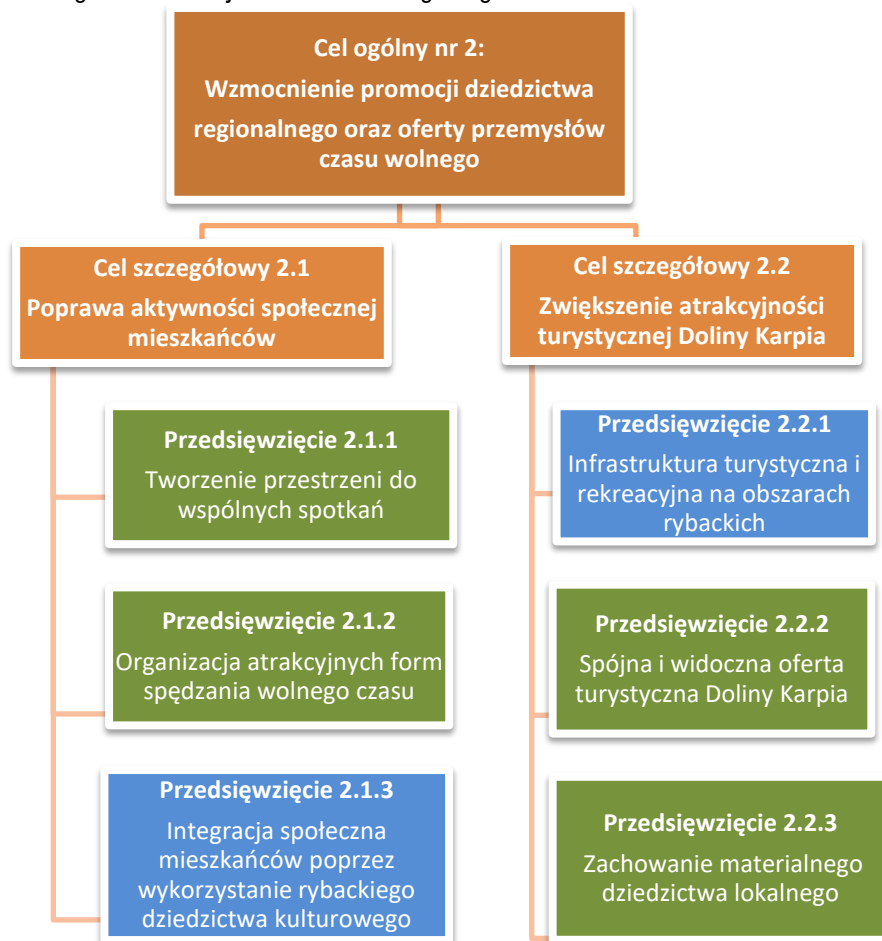 Cel ogólny nr 2:
Wzmocnienie promocji dziedzictwa
regionalnego oraz oferty przemysłów
czasu wolnego
Cel szczegółowy 2.1
Poprawa aktywności społecznej
mieszkańców
Cel szczegółowy 2.2
Zwiększenie atrakcyjności
turystycznej Doliny Karpia
Przedsięwzięcie 2.1.1
Tworzenie przestrzeni do
wspólnych spotkań
Przedsięwzięcie 2.1.2
Organizacja atrakcyjnych form
spędzania wolnego czasu
Przedsięwzięcie 2.1.3
Integracja społeczna
mieszkańców poprzez
wykorzystanie rybackiego
dziedzictwa kulturowego
Przedsięwzięcie 2.2.1
Infrastruktura turystyczna i
rekreacyjna na obszarach
rybackich
Przedsięwzięcie 2.2.2
Spójna i widoczna oferta
turystyczna Doliny Karpia
Przedsięwzięcie 2.2.3
Zachowanie materialnego
dziedzictwa lokalnego